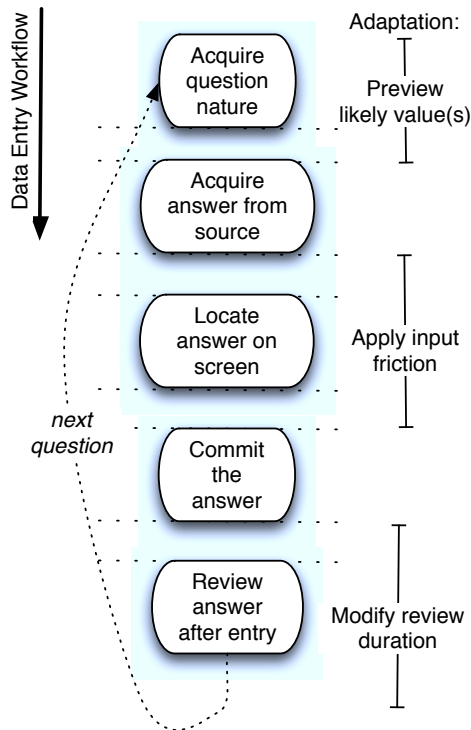 Adaptation:
Data Entry Workflow
Acquire
question
nature
Preview
likely value(s)
Acquire
answer from
source
Locate
answer on
screen
Apply input
friction
next
question
Commit
the
answer
Review
answer
after entry
Modify review
duration